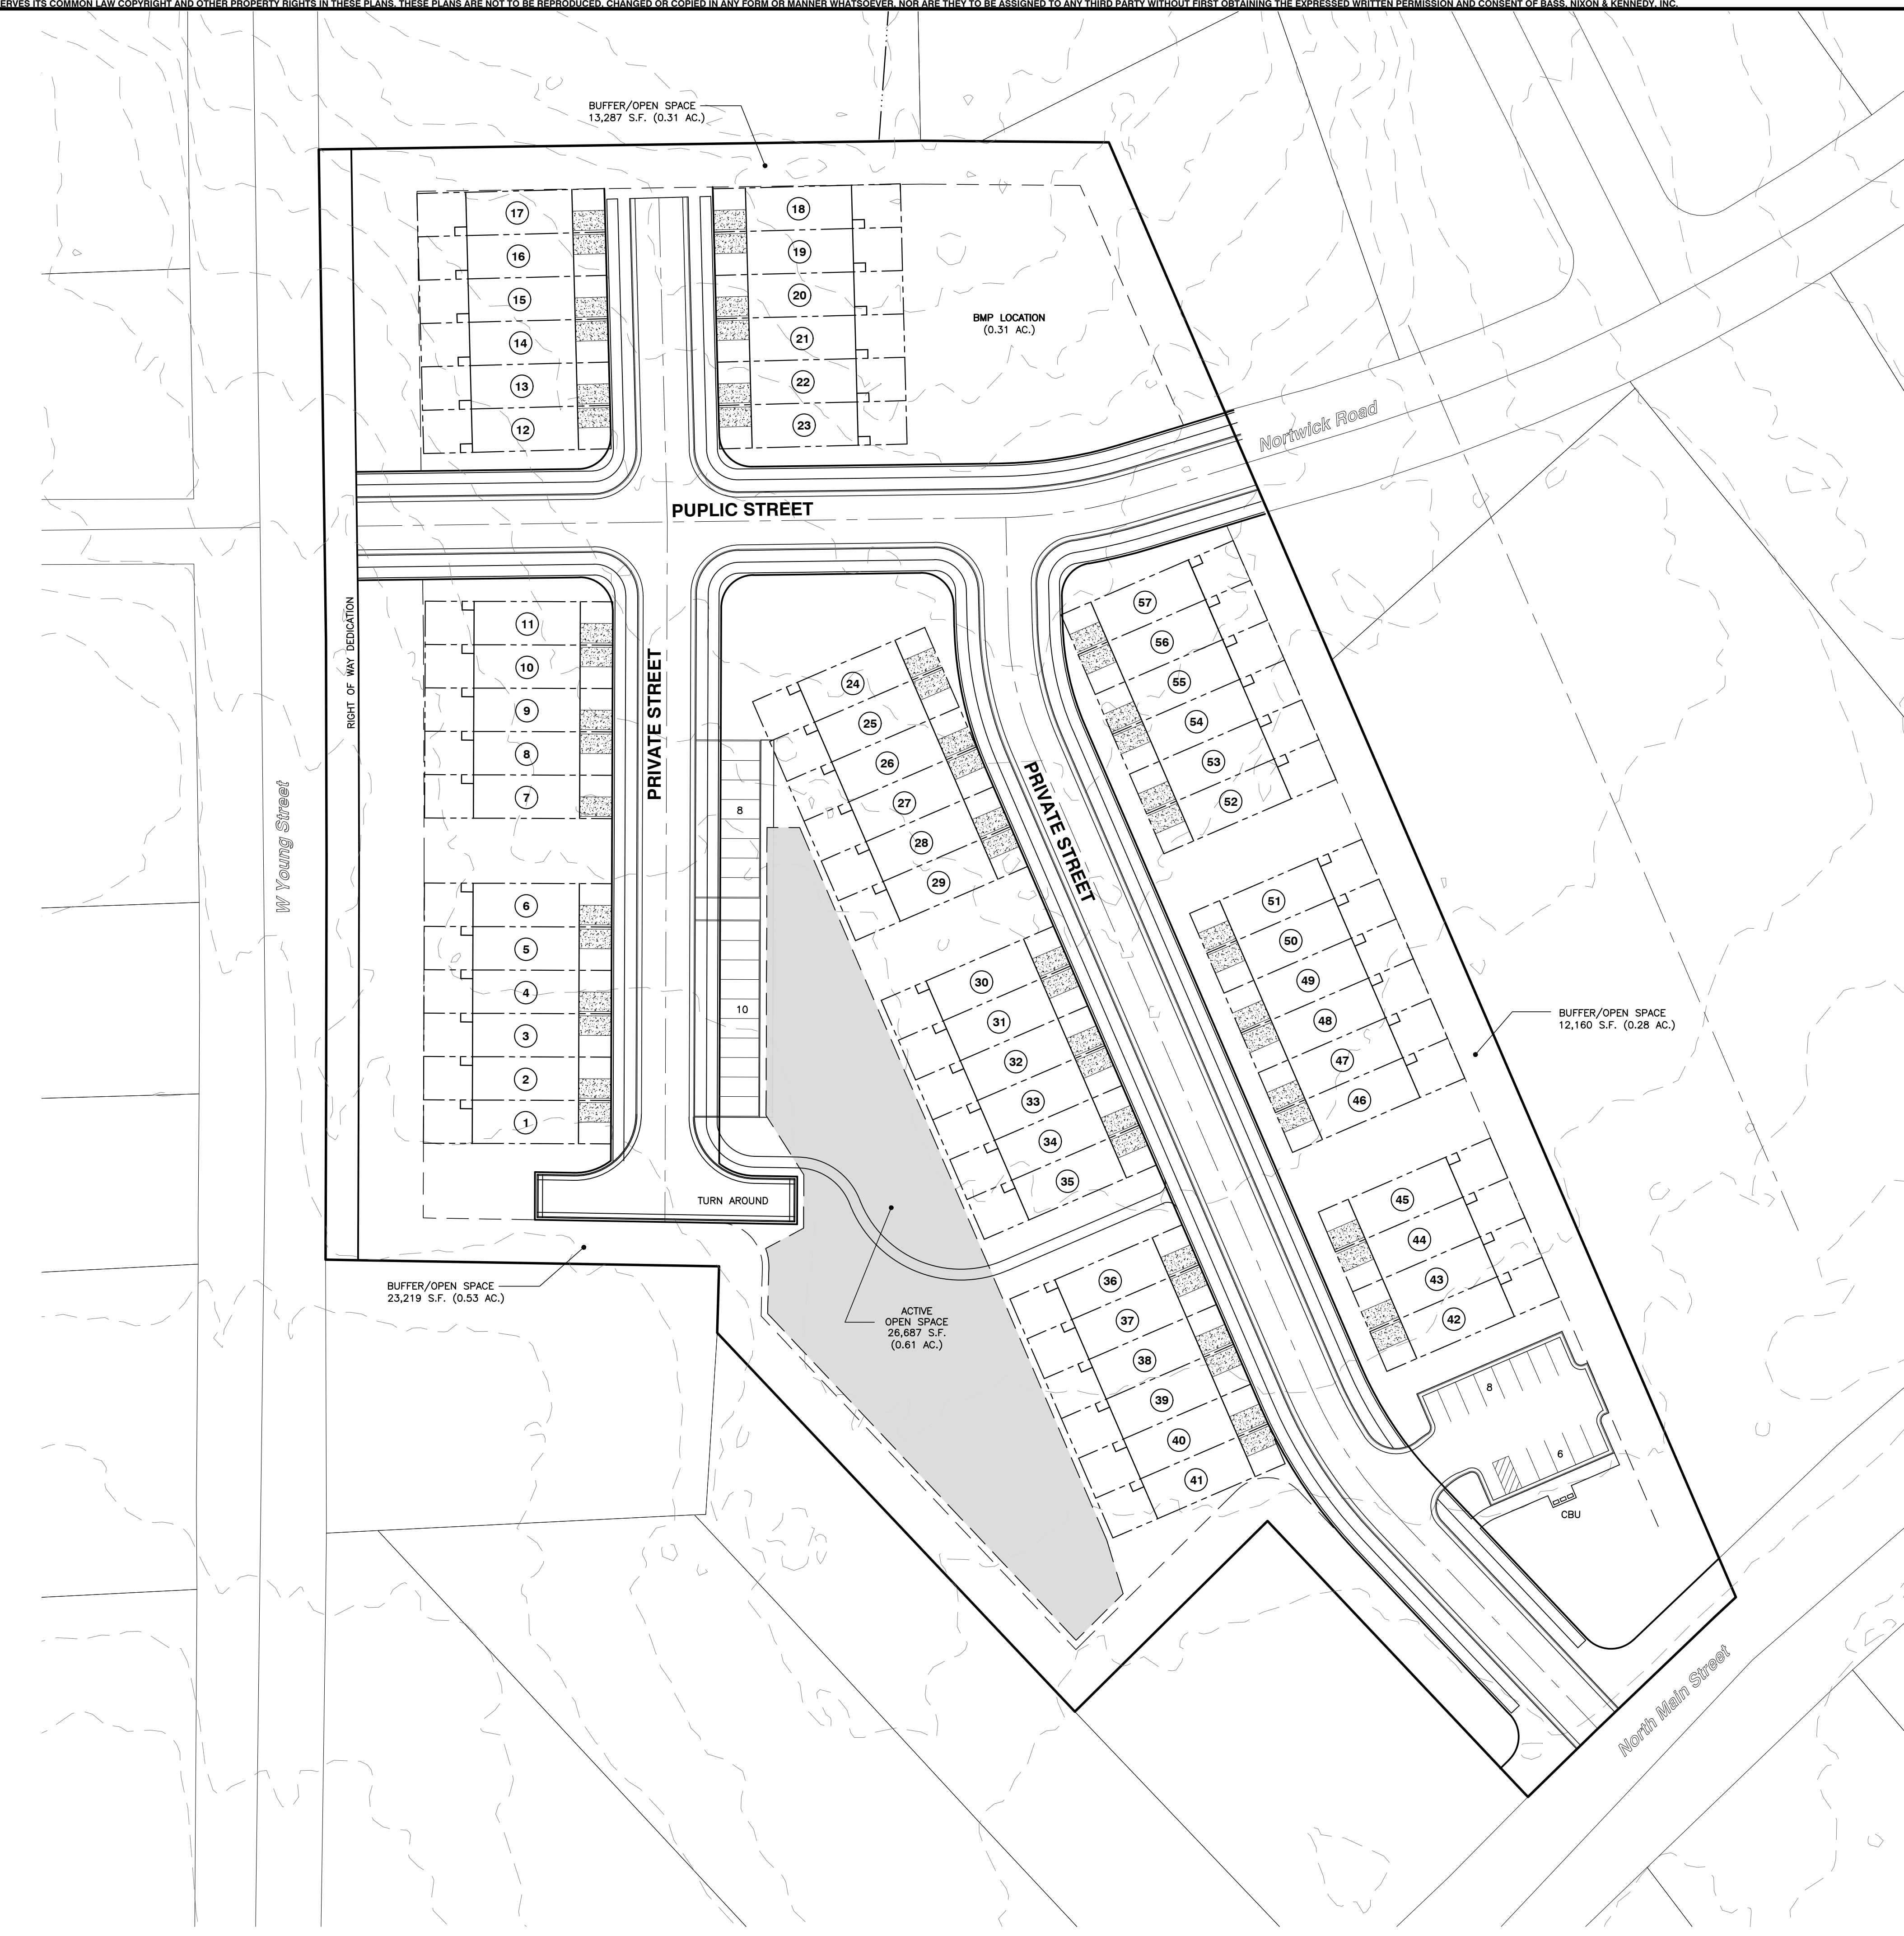 ERVES ITS COMMON LAW COPYRIGHT AND OTHER PROPERTY RIGHTS IN THESE PLANS. THESE PLANS ARE NOT TO BE REPRODUCED, CHANGED OR COPIED IN ANY FORM OR MANNER WHATSOEVER, NOR ARE THEY TO BE ASSIGNED TO ANY THIRD PARTY WITHOUT FIRST OBTAINING THE EXPRESSED WRITTEN PERMISSION AND CONSENT OF BASS, NIXON & KENNEDY, INC.
BUFFER/OPEN SPACE
13,287 S.F. (0.31 AC.)
17
16
15
14
13
12
18
19
20
21
22
23
BMP LOCATION
(0.31 AC.)
Nortwick Road
PUPLIC STREET
RIGHT OF WAY DEDICATION
W Young Street
11
10
9
8
7
6
5
4
3
2
1
PRIVATE STREET
8
10
TURN AROUND
24
25
26
27
28
29
30
31
32
33
34
35
36
37
38
39
40
41
PRIVATE STREET
57
56
55
54
53
52
51
50
49
48
47
46
45
44
43
42
BUFFER/OPEN SPACE
12,160 S.F. (0.28 AC.)
BUFFER/OPEN SPACE
23,219 S.F. (0.53 AC.)
ACTIVE
OPEN SPACE
26,687 S.F.
(0.61 AC.)
8
6
CBU
North Main Street